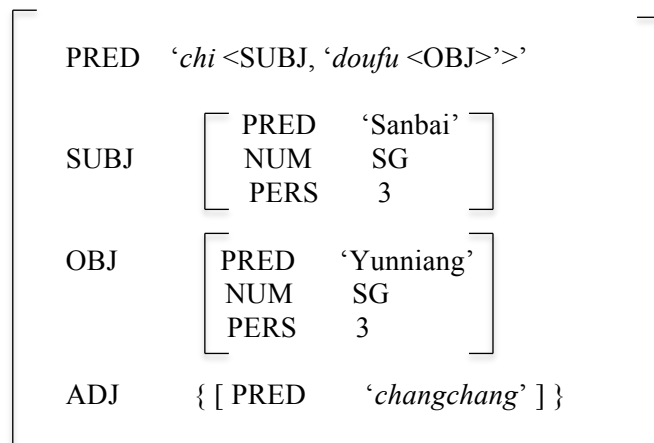 PRED ‘chi <SUBJ, ‘doufu <OBJ>’>’
PRED ‘Sanbai’
SUBJ NUM SG
PERS 3
OBJ PRED ‘Yunniang’
NUM SG
PERS 3
ADJ { [ PRED ‘changchang’ ] }